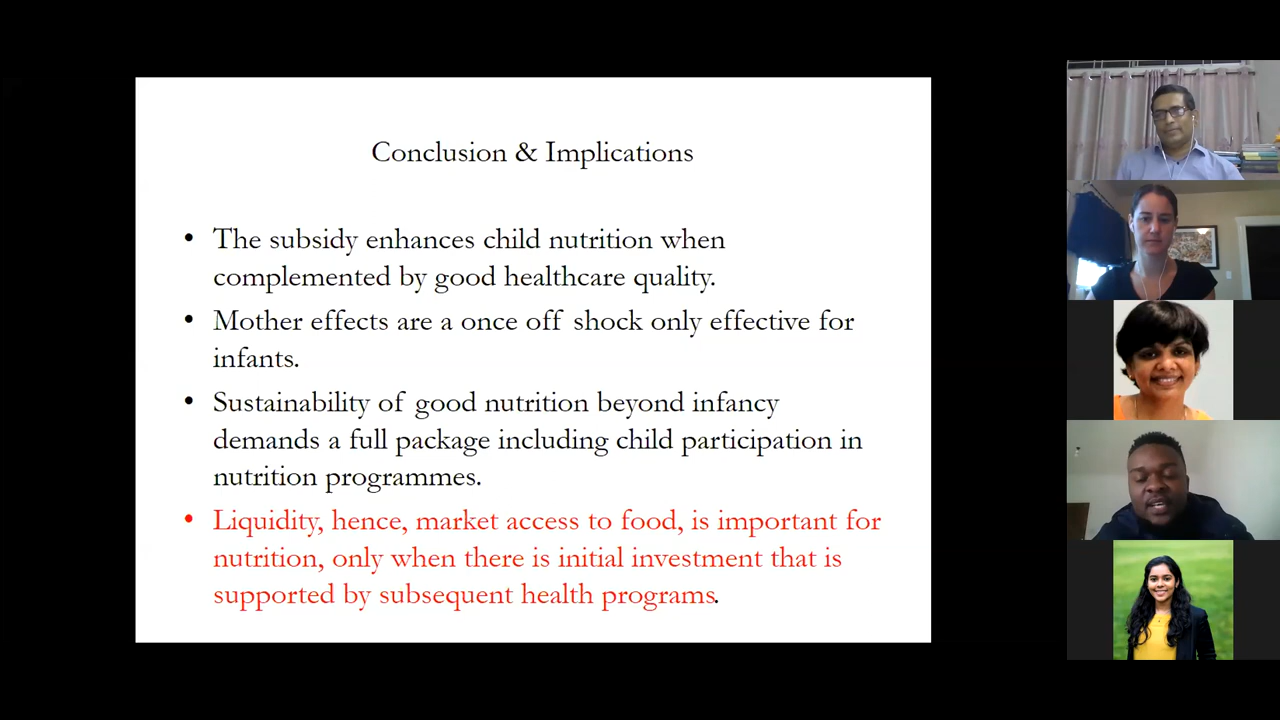 Conclusion & Implications
• The subsidy enhances child nutrition when
complemented by good healthcare quality.
• Mother effects are a once off shock only effective for
infants.
• Sustainability of good nutrition beyond infancy
demands a full package including child participation in
nutrition programmes.
• Liquidity, hence, market access to food, is important for
nutrition, only when there is initial investment that is
supported by subsequent health programs.